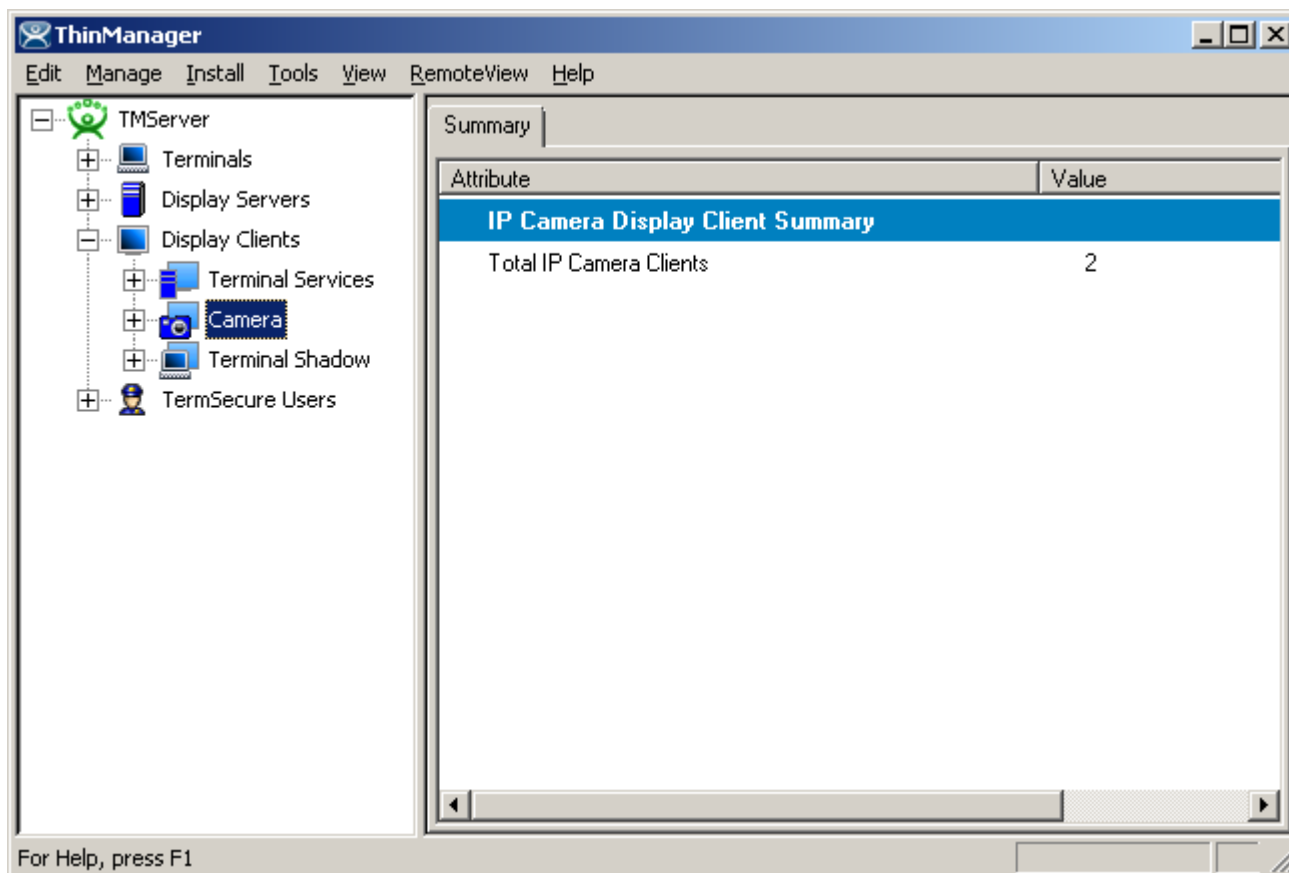 ThinManager
Edit Manage Install Tools View RemoteView Help
TMServer
Terminals
Display Servers
Display Clients
Terminal Services
Camera
Terminal Shadow
TermSecure Users
Summary
Attribute Value
IP Camera Display Client Summary
Total IP Camera Clients 2
For Help, press F1